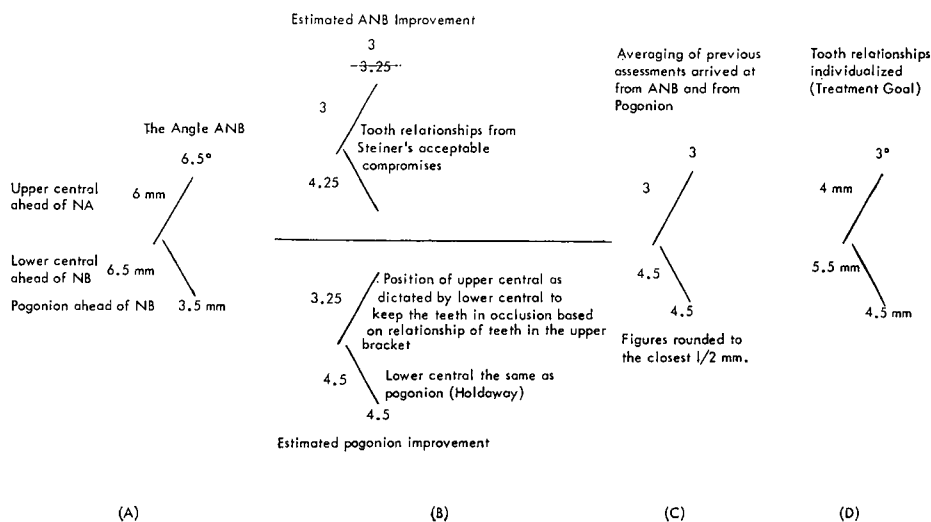 The Angle ANB
6.5°
Upper central
ahead of NA
6 mm
Lower central
ahead of NB
6.5 mm
Pogonion ahead of NB
3.5 mm
(A)
Estimated ANB Improvement
3
3.25
3
Tooth relationships from
Steiner's acceptable
compromises
4.25
3.25
Position of upper central as
dictated by lower central to
keep the teeth in occlusion based
on relationship of teeth in the upper
bracket
4.5
Lower central the same as
pogonion (Holdaway)
4.5
Estimated pogonion improvement
(B)
Averaging of previous
assessments arrived at
from ANB and from
Pogonion
3
3
4.5
4.5
Figures rounded to
the closest 1/2 mm.
(C)
Tooth relationships
individualized
(Treatment Goal)
3°
4 mm
5.5 mm
4.5 mm
(D)